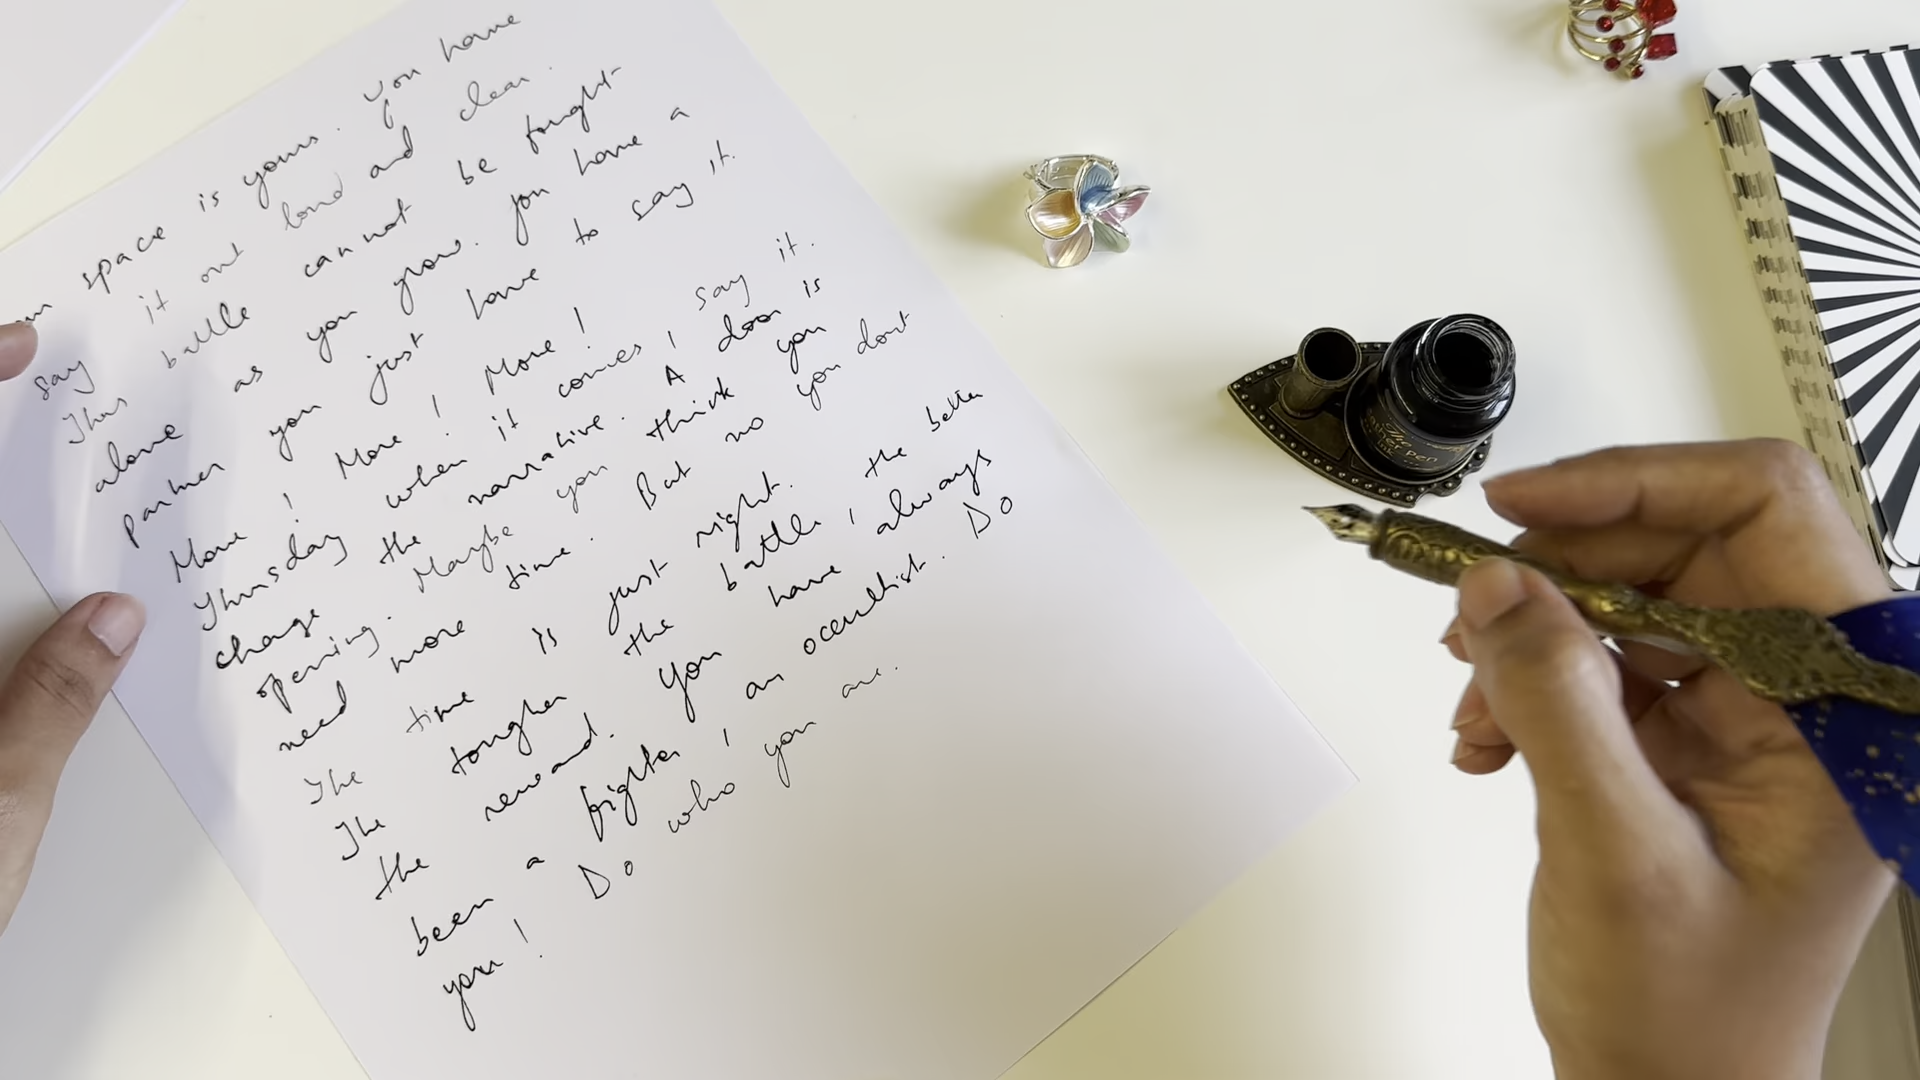 space is yours. you have
say it out loud and clear.
This battle cannot be fought
alone as you grow. you have a
partner you just have to say it.
More! More! More!
Thursday when it comes, say it.
change the narrative. A door is
opening. Maybe you think you
need more time. But no you dont
The time is just right.
The tougher the battle, the better
the reward. You have always
been a fighter, an occultist. Do
you! Do who you are.
The
Pen